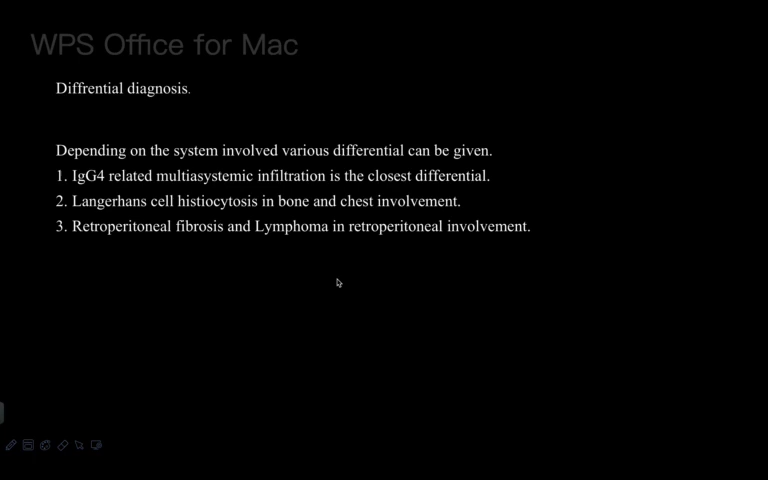 WPS Office for Mac
Diffrential diagnosis.
Depending on the system involved various differential can be given.
1. IgG4 related multiasystemic infiltration is the closest differential.
2. Langerhans cell histiocytosis in bone and chest involvement.
3. Retroperitoneal fibrosis and Lymphoma in retroperitoneal involvement.